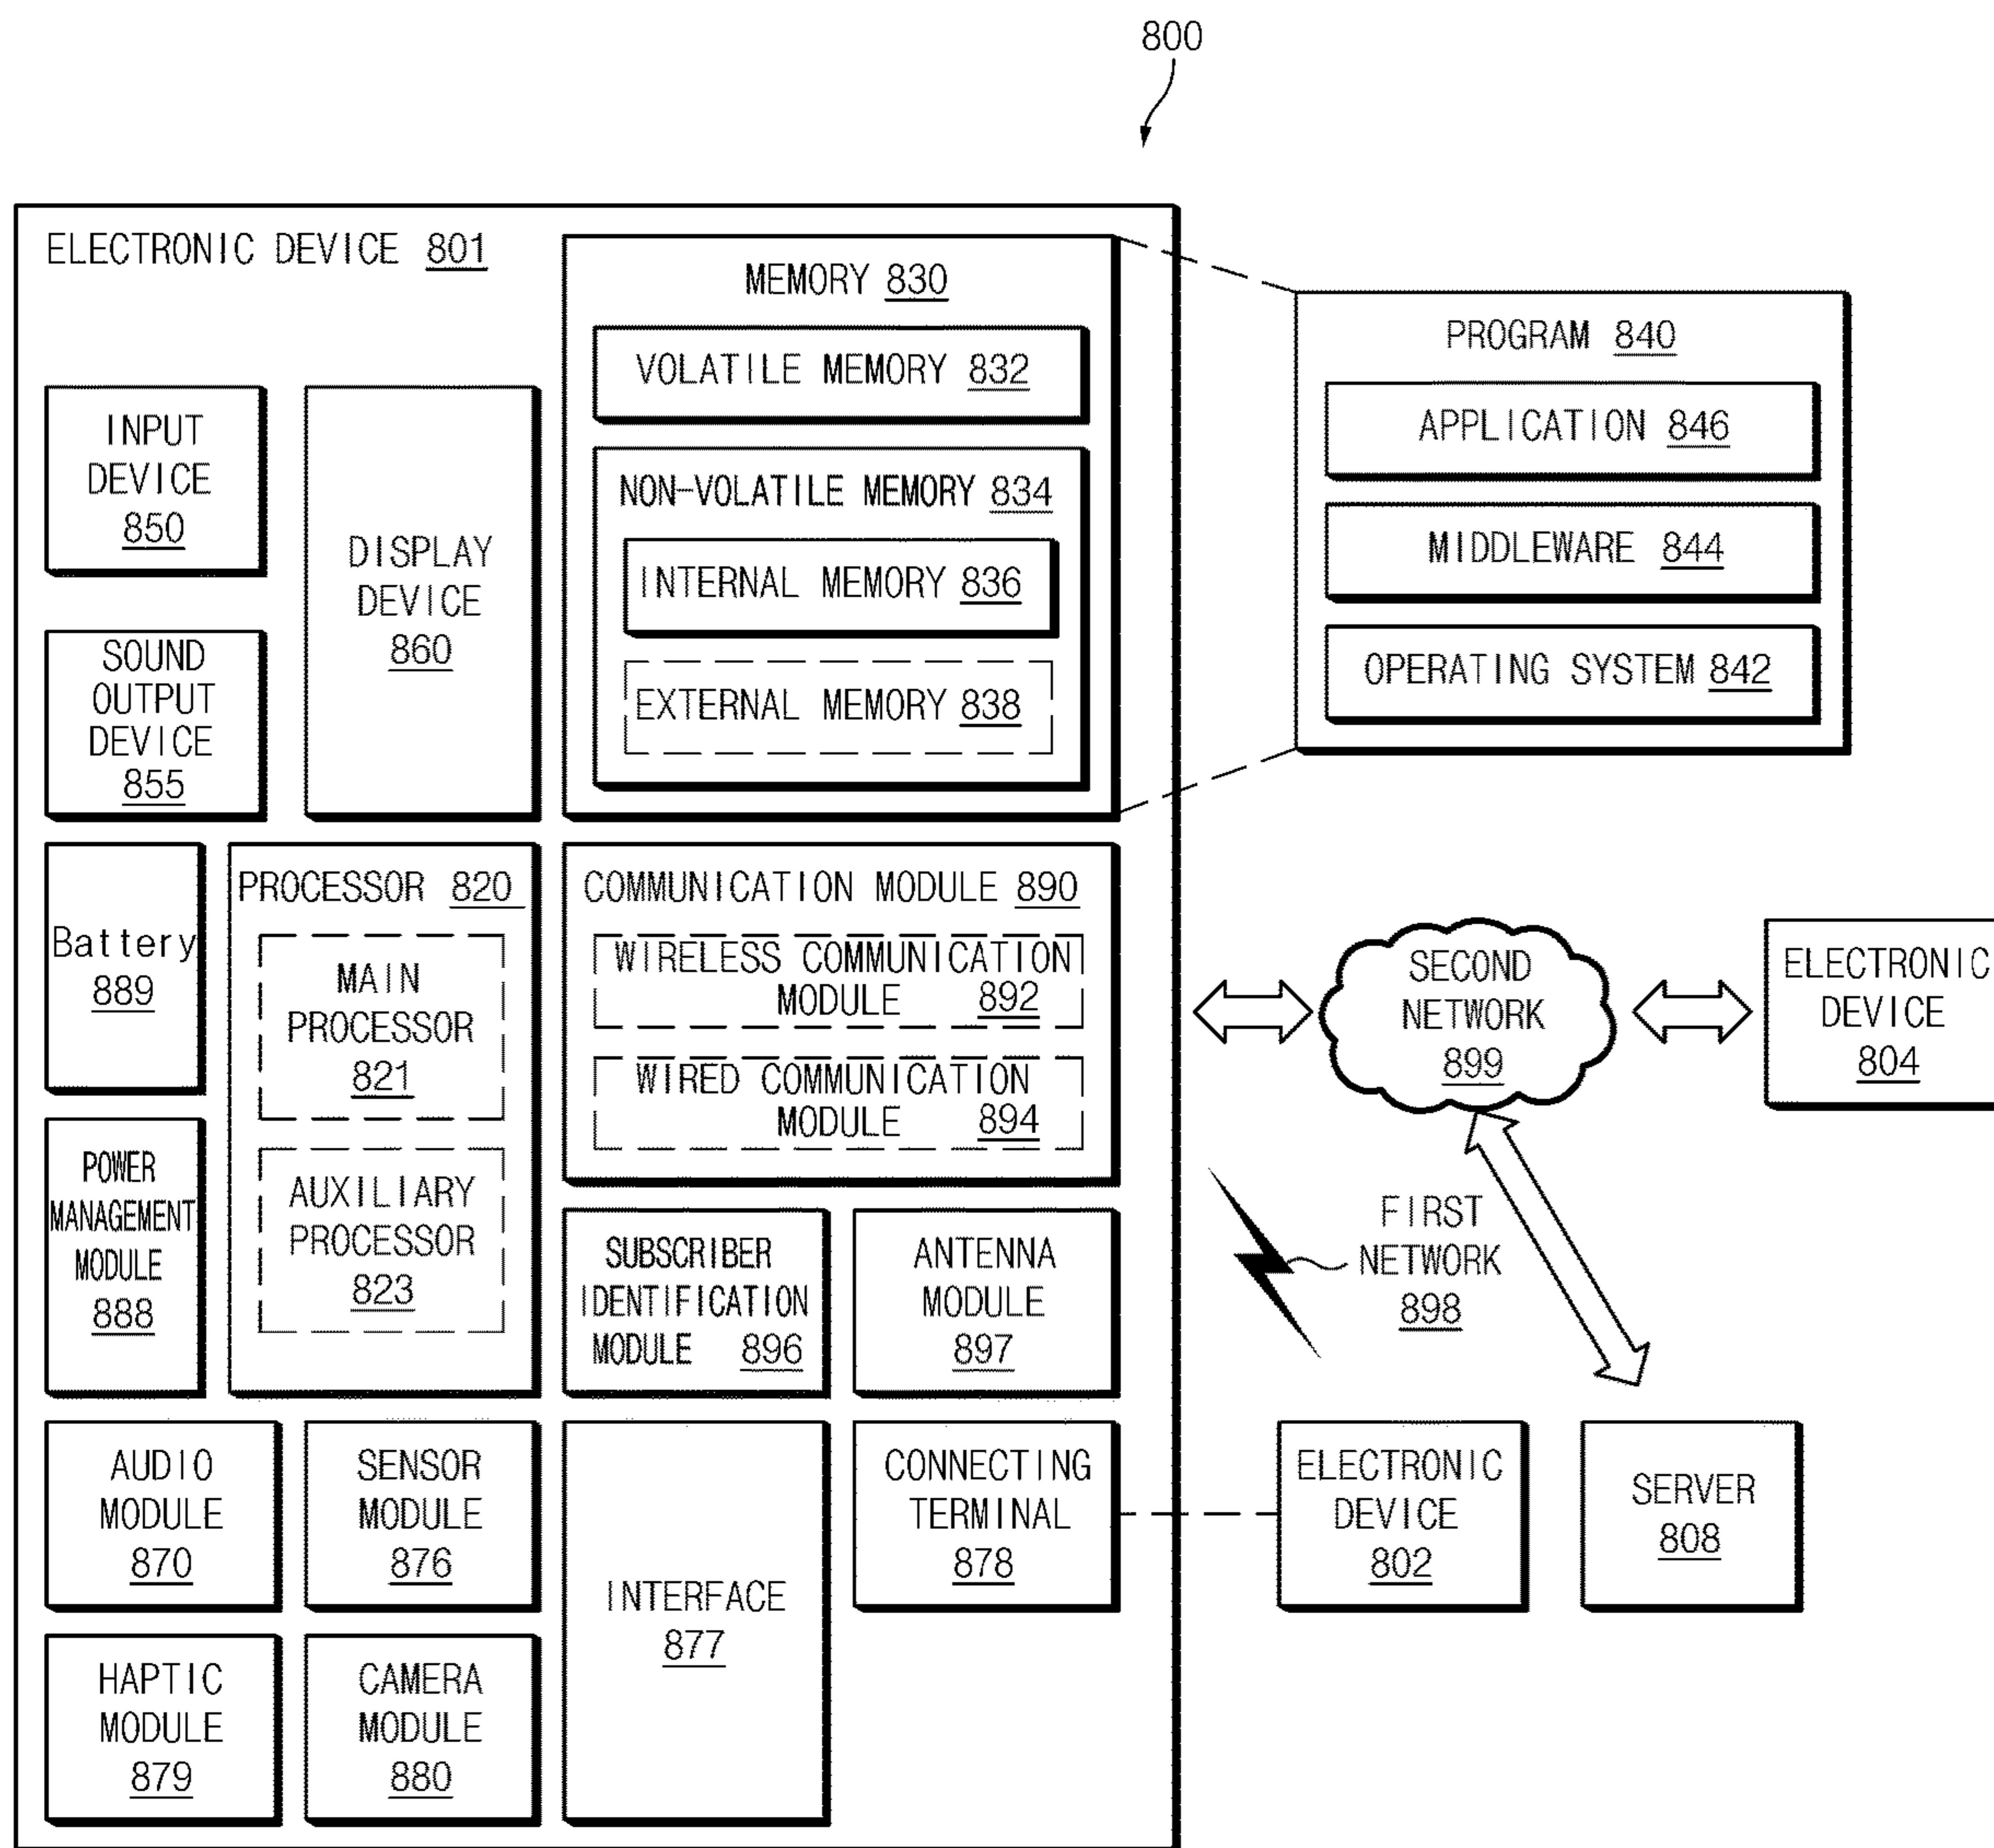 800
ELECTRONIC DEVICE 801
MEMORY 830
VOLATILE MEMORY 832
NON-VOLATILE MEMORY 834
INTERNAL MEMORY 836
EXTERNAL MEMORY 838
PROGRAM 840
APPLICATION 846
MIDDLEWARE 844
OPERATING SYSTEM 842
INPUT
DEVICE
850
DISPLAY
DEVICE
860
SOUND
OUTPUT
DEVICE
855
Battery
889
PROCESSOR 820
MAIN
PROCESSOR
821
AUXILIARY
PROCESSOR
823
COMMUNICATION MODULE 890
WIRELESS COMMUNICATION
MODULE 892
WIRED COMMUNICATION
MODULE 894
SECOND
NETWORK
899
ELECTRONIC
DEVICE
804
POWER
MANAGEMENT
MODULE
888
SUBSCRIBER
IDENTIFICATION
MODULE 896
ANTENNA
MODULE
897
FIRST
NETWORK
898
AUDIO
MODULE
870
SENSOR
MODULE
876
INTERFACE
877
CONNECTING
TERMINAL
878
ELECTRONIC
DEVICE
802
SERVER
808
HAPTIC
MODULE
879
CAMERA
MODULE
880